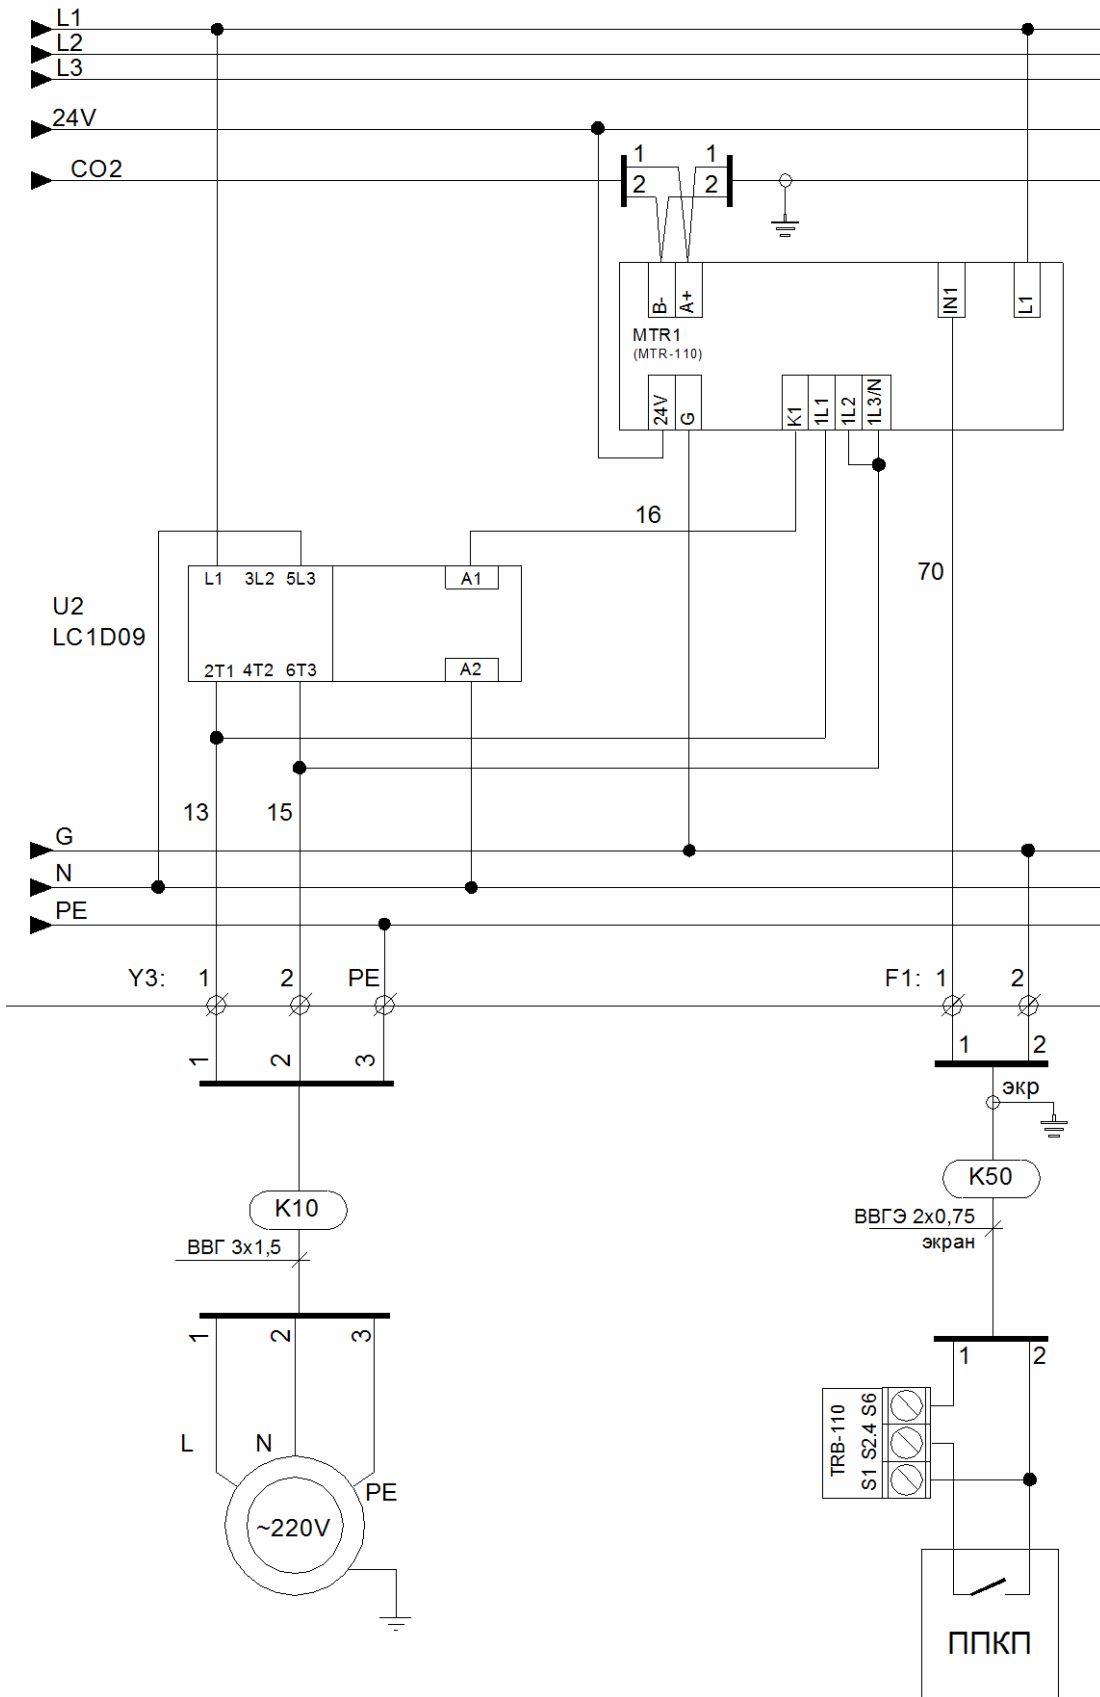 L1
L2
L3
24V
CO2
1 1
2 2
B- A+ IN1 L1
MTR1
(MTR-110)
24V G K1 1L1 1L2 1L3/N
16
70
L1 3L2 5L3 A1
U2
LC1D09
2T1 4T2 6T3 A2
13 15
G
N
PE
Y3: 1 2 PE F1: 1 2
1 2 3 1 2
экр
K10 K50
ВВГ 3x1,5 ВВГЭ 2x0,75
экран
1 2 3 1 2
TRB-110
S1 S2.4 S6
L N
PE
~220V
ППКП